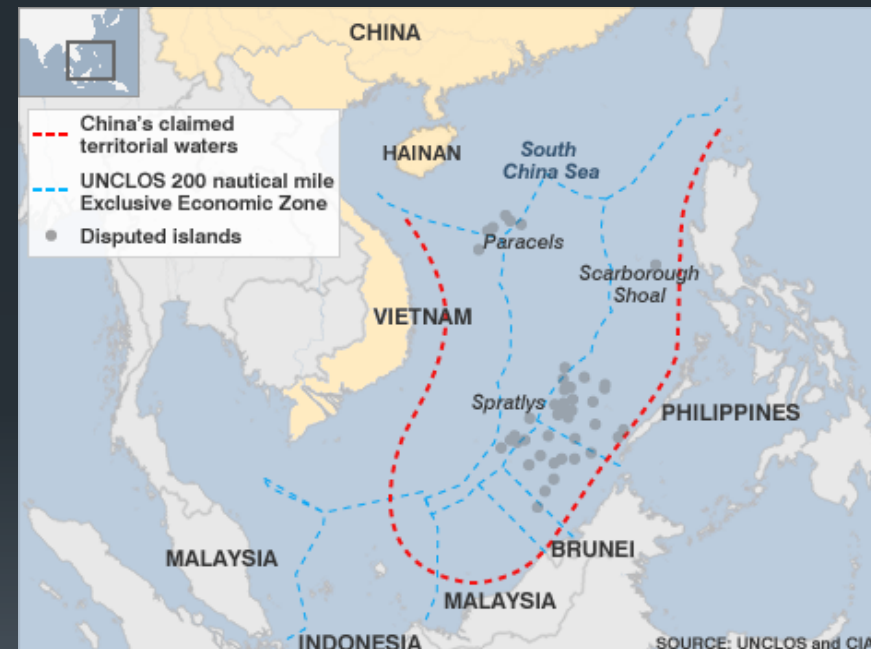 CHINA
China's claimed
territorial waters
UNCLOS 200 nautical mile
Exclusive Economic Zone
Disputed islands
HAINAN
South
China Sea
Paracels
Scarborough
Shoal
VIETNAM
Spratlys
PHILIPPINES
BRUNEI
MALAYSIA
MALAYSIA
INDONESIA
SOURCE: UNCLOS and CIA